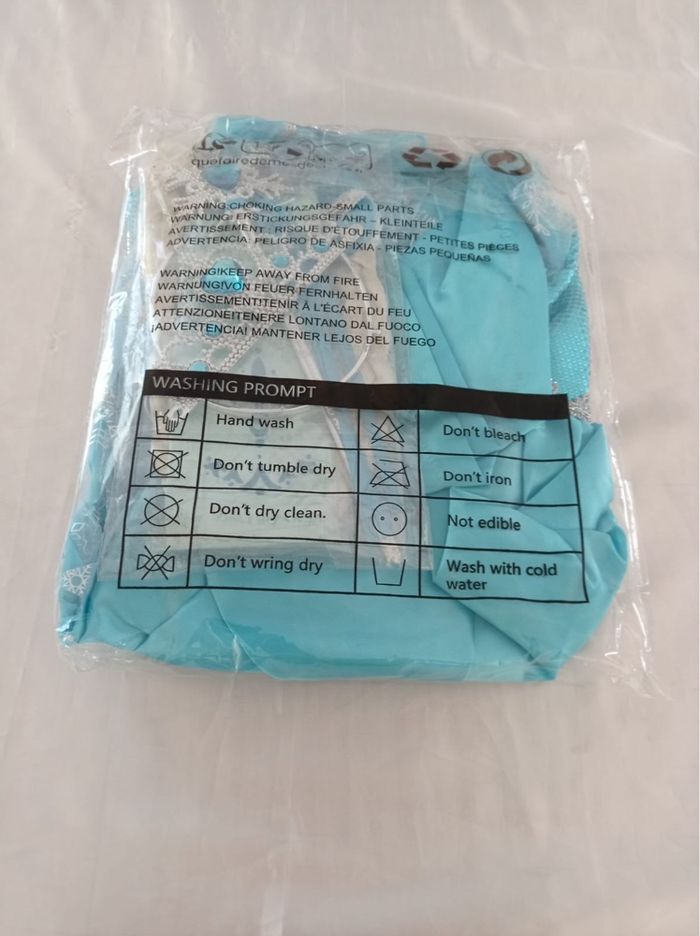 quefairedemesde
WARNING:CHOKING HAZARD-SMALL PARTS
WARNUNG: ERSTICKUNGSGEFAHR – KLEINTEILE
AVERTISSEMENT : RISQUE D'ÉTOUFFEMENT - PETITES PIÈCES
ADVERTENCIA: PELIGRO DE ASFIXIA - PIEZAS PEQUEÑAS
WARNING!KEEP AWAY FROM FIRE
WARNUNG!VON FEUER FERNHALTEN
AVERTISSEMENT!TENIR À L'ÉCART DU FEU
ATTENZIONE!TENERE LONTANO DAL FUOCO
¡ADVERTENCIA! MANTENER LEJOS DEL FUEGO
WASHING PROMPT
Hand wash
Don't bleach
Don't tumble dry
Don't iron
Don't dry clean.
Not edible
Don't wring dry
Wash with cold
water